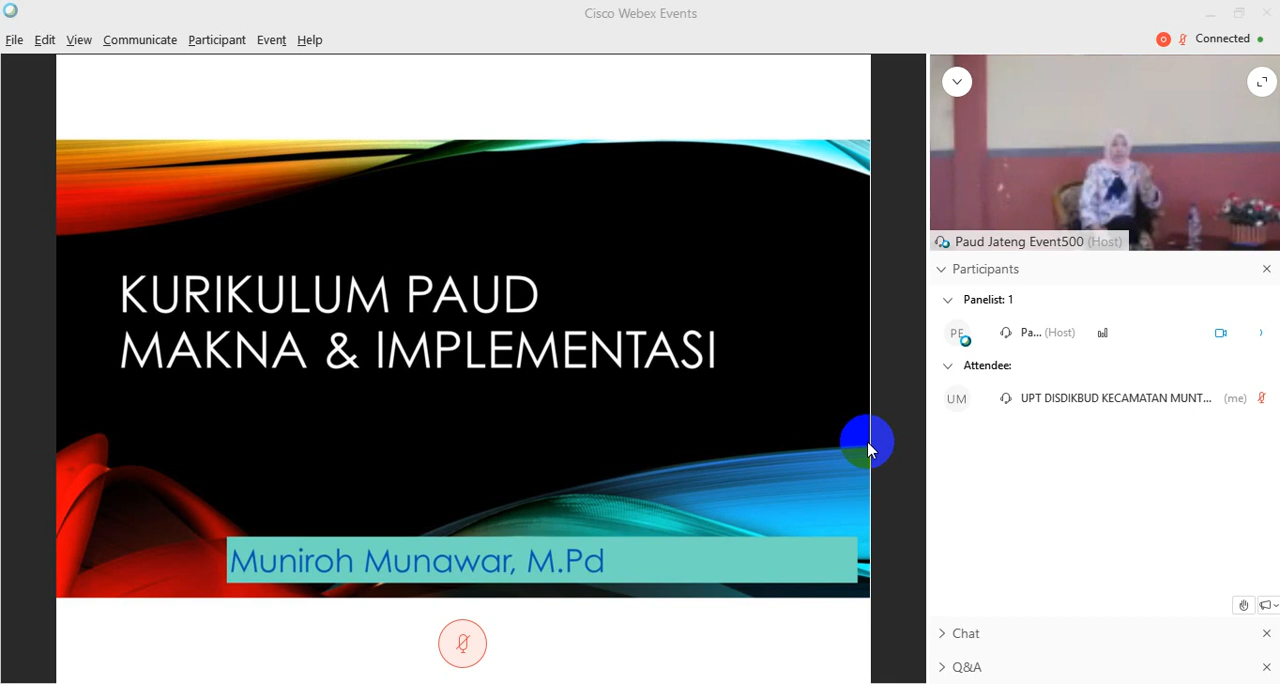 Cisco Webex Events
File Edit View Communicate Participant Event Help
Connected
KURIKULUM PAUD
MAKNA & IMPLEMENTASI
Muniroh Munawar, M.Pd
Paud Jateng Event500 (Host)
Participants
Panelist: 1
PE Pa... (Host)
Attendee:
UM UPT DISDIKBUD KECAMATAN MUNT... (me)
Chat
Q&A